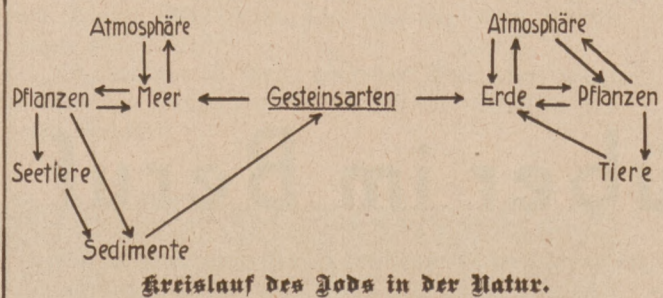 Atmosphäre Atmosphäre
Pflanzen Meer Gesteinsarten Erde Pflanzen
Seetiere Tiere
Sedimente
Kreislauf des Jods in der Natur.